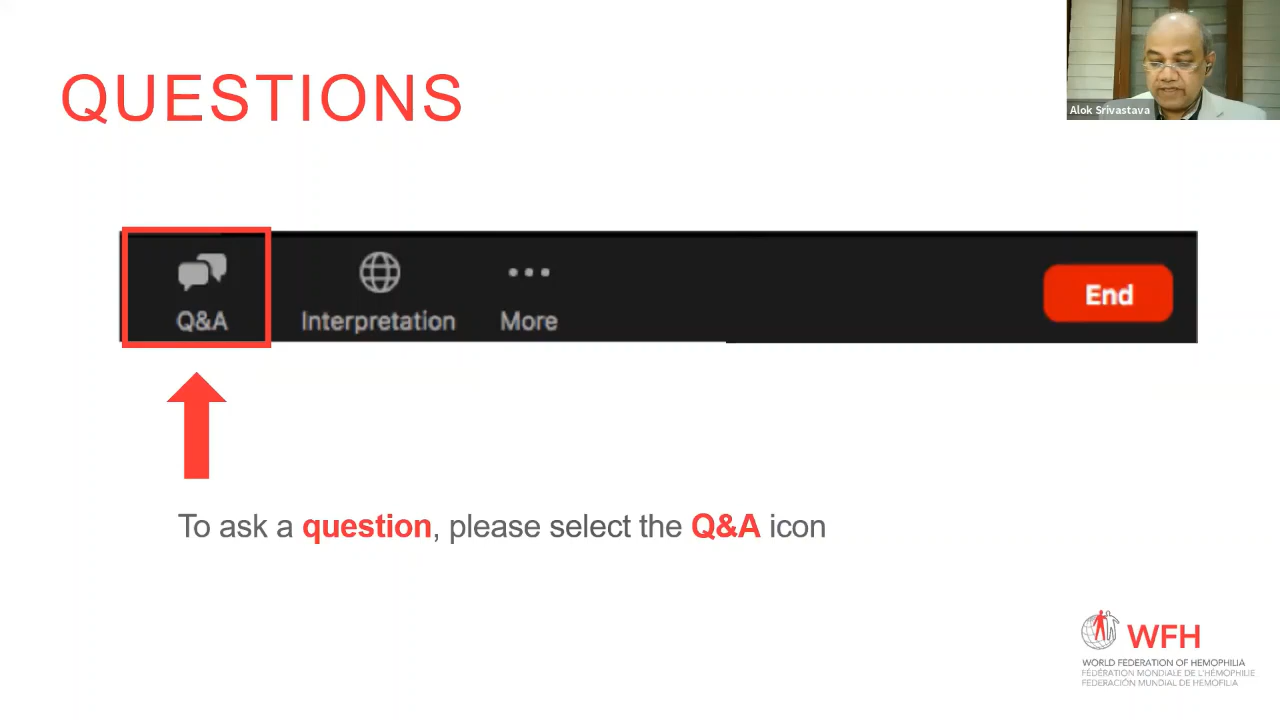 QUESTIONS
Alok Srivastava
Q&A
Interpretation
More
End
To ask a question, please select the Q&A icon
WFH
WORLD FEDERATION OF HEMOPHILIA
FÉDÉRATION MONDIALE DE L'HÉMOPHILIE
FEDERACIÓN MUNDIAL DE HEMOFILIA